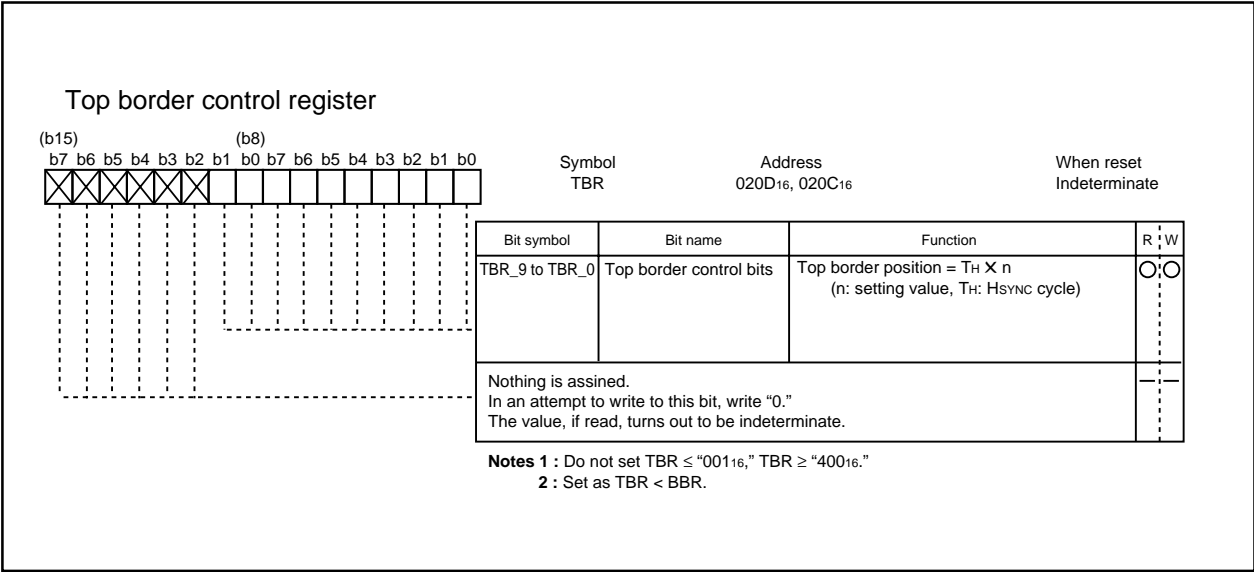 Top border control register
(b15) (b8)
b7 b6 b5 b4 b3 b2 b1 b0 b7 b6 b5 b4 b3 b2 b1 b0
Symbol Address When reset
TBR 020D16, 020C16 Indeterminate
Bit symbol Bit name Function R W
TBR_9 to TBR_0 Top border control bits Top border position = TH X n
(n: setting value, TH: HSYNC cycle)
Nothing is assined.
In an attempt to write to this bit, write “0.”
The value, if read, turns out to be indeterminate.
Notes 1 : Do not set TBR ≤ “00116,” TBR ≥ “40016.”
2 : Set as TBR < BBR.